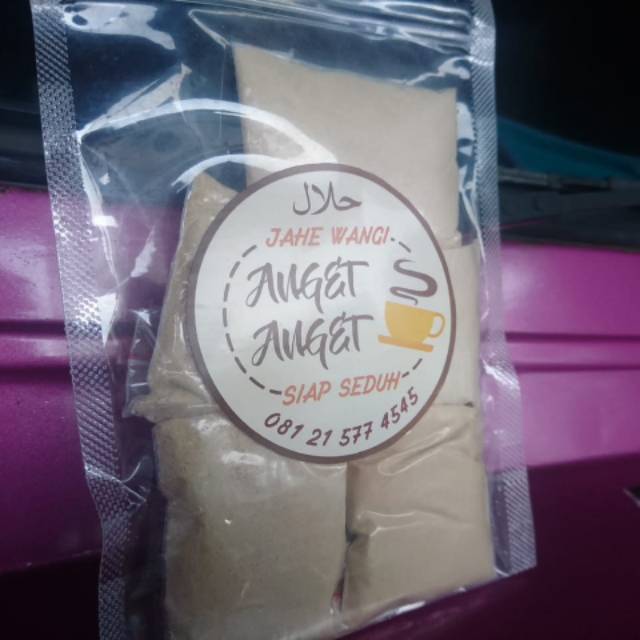 حلال
JAHE WANGI
ANGET
ANGET
SIAP SEDUH
081 21 577 4545